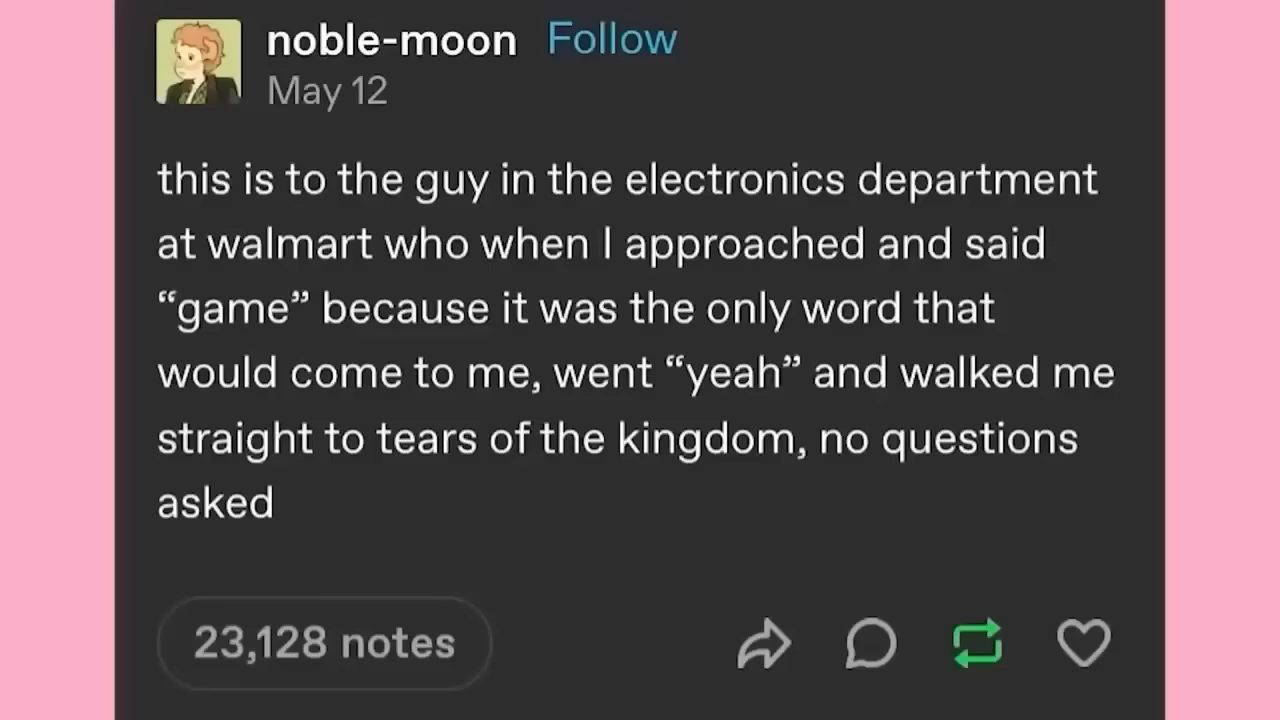 noble-moon Follow
May 12
this is to the guy in the electronics department
at walmart who when I approached and said
“game” because it was the only word that
would come to me, went “yeah” and walked me
straight to tears of the kingdom, no questions
asked
23,128 notes